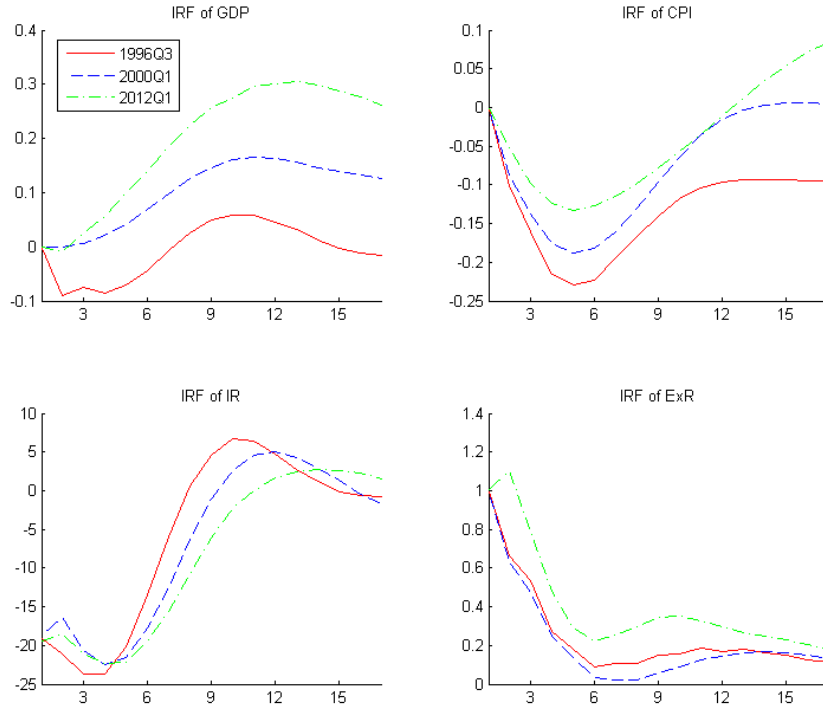 IRF of GDP
0.4
0.3
0.2
0.1
0
-0.1
3 6 9 12 15
1996Q3
2000Q1
2012Q1
IRF of CPI
0.1
0.05
0
-0.05
-0.1
-0.15
-0.2
-0.25
3 6 9 12 15
IRF of IR
10
5
0
-5
-10
-15
-20
-25
3 6 9 12 15
IRF of ExR
1.4
1.2
1
0.8
0.6
0.4
0.2
0
3 6 9 12 15